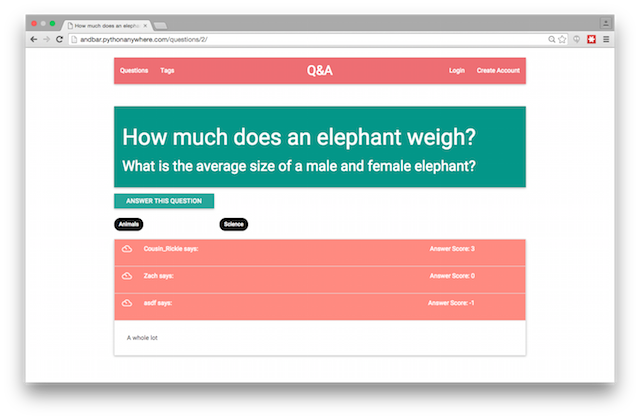 How much does an elepha
andbar.pythonanywhere.com/questions/2/
Questions Tags Q&A Login Create Account
How much does an elephant weigh?
What is the average size of a male and female elephant?
ANSWER THIS QUESTION
Animals Science
Cousin_Rickie says: Answer Score: 3
Zach says: Answer Score: 0
asdf says: Answer Score: -1
A whole lot